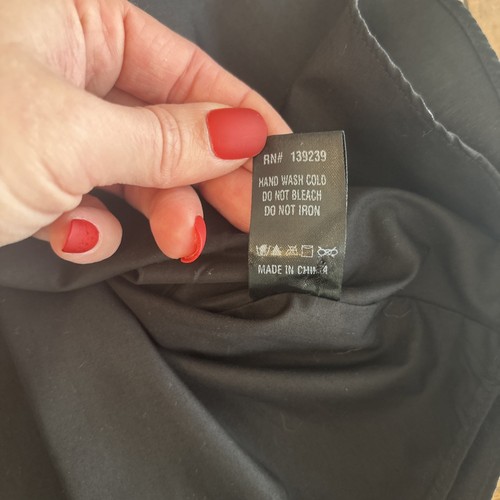 RN# 139239
HAND WASH COLD
DO NOT BLEACH
DO NOT IRON
MADE IN CHINA